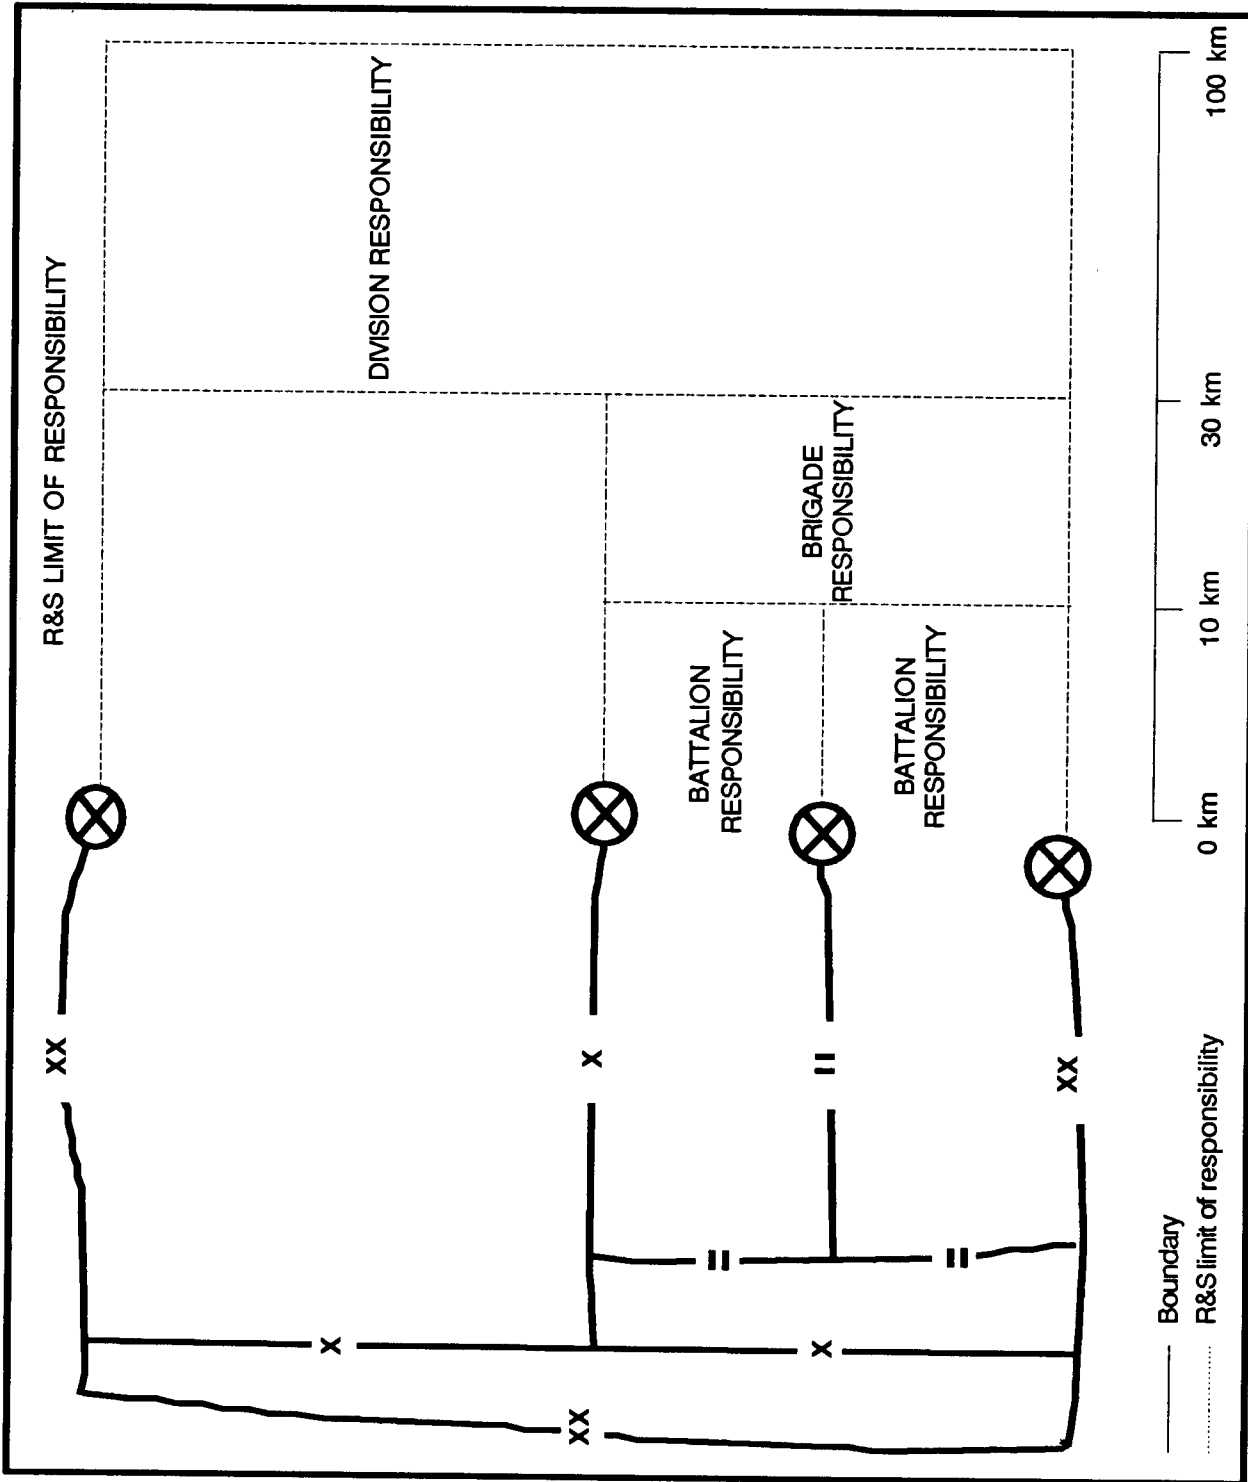 R&S LIMIT OF RESPONSIBILITY
DIVISION RESPONSIBILITY
BRIGADE
RESPONSIBILITY
BATTALION
RESPONSIBILITY
BATTALION
RESPONSIBILITY
XX
X
II
XX
II
II
X
X
XX
0 km
10 km
30 km
100 km
Boundary
R&S limit of responsibility